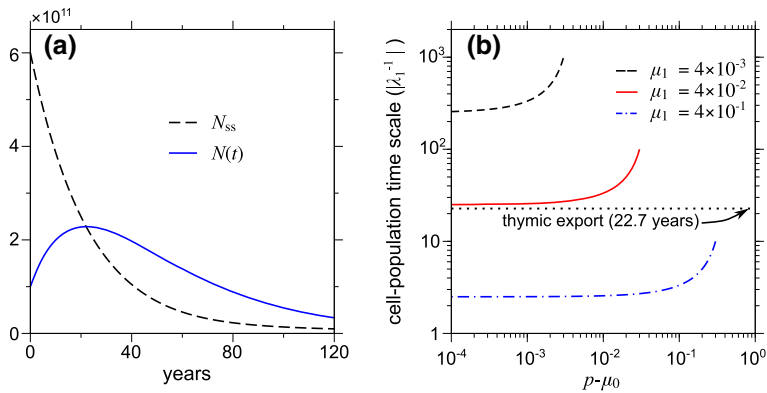 ×10¹¹
(a)
6
4
2
0
N_ss
N(t)
0 40 80 120
years
(b)
cell-population time scale (|λ₁⁻¹|)
10³
10²
10
1
μ₁ = 4×10⁻³
μ₁ = 4×10⁻²
μ₁ = 4×10⁻¹
thymic export (22.7 years)
10⁻⁴ 10⁻³ 10⁻² 10⁻¹ 10⁰
p-μ₀